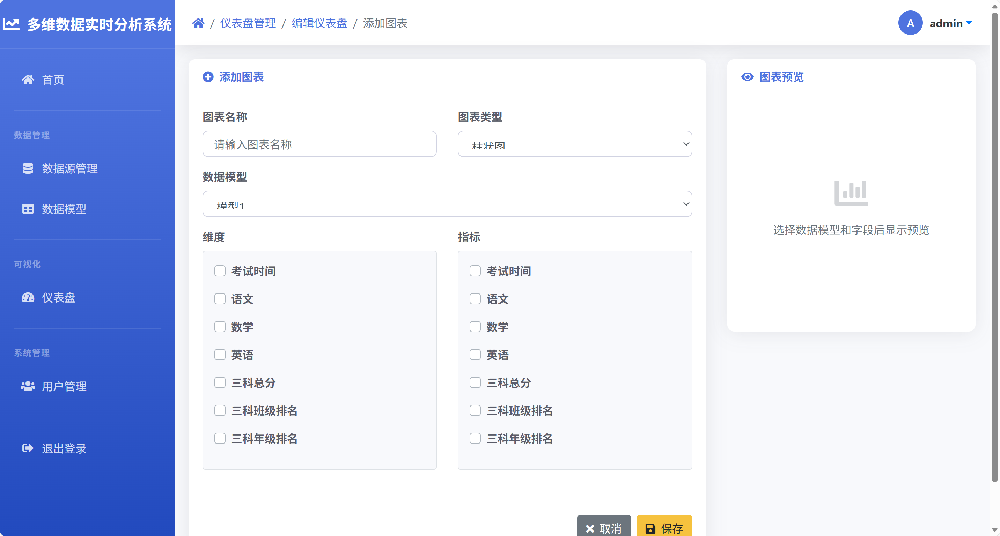 多维数据实时分析系统
首页
数据管理
数据源管理
数据模型
可视化
仪表盘
系统管理
用户管理
退出登录
/ 仪表盘管理 / 编辑仪表盘 / 添加图表
A admin
添加图表
图表名称
请输入图表名称
图表类型
柱状图
数据模型
模型1
维度
考试时间
语文
数学
英语
三科总分
三科班级排名
三科年级排名
指标
考试时间
语文
数学
英语
三科总分
三科班级排名
三科年级排名
取消
保存
图表预览
选择数据模型和字段后显示预览